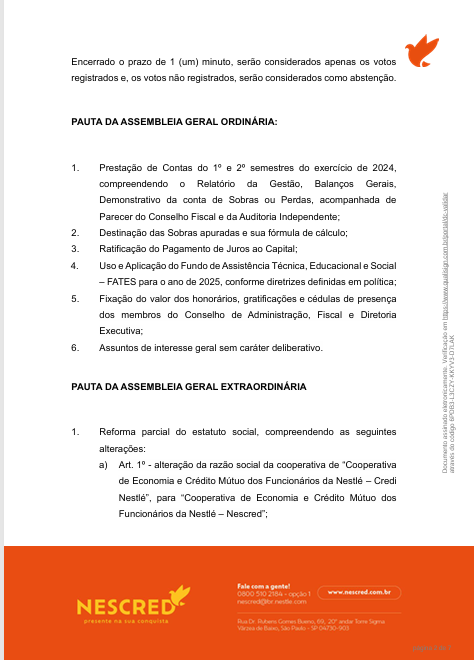 Encerrado o prazo de 1 (um) minuto, serão considerados apenas os votos
registrados e, os votos não registrados, serão considerados como abstenção.
PAUTA DA ASSEMBLEIA GERAL ORDINÁRIA:
1. Prestação de Contas do 1º e 2º semestres do exercício de 2024,
compreendendo o Relatório da Gestão, Balanços Gerais,
Demonstrativo da conta de Sobras ou Perdas, acompanhada de
Parecer do Conselho Fiscal e da Auditoria Independente;
2. Destinação das Sobras apuradas e sua fórmula de cálculo;
3. Ratificação do Pagamento de Juros ao Capital;
4. Uso e Aplicação do Fundo de Assistência Técnica, Educacional e Social
– FATES para o ano de 2025, conforme diretrizes definidas em política;
5. Fixação do valor dos honorários, gratificações e cédulas de presença
dos membros do Conselho de Administração, Fiscal e Diretoria
Executiva;
6. Assuntos de interesse geral sem caráter deliberativo.
PAUTA DA ASSEMBLEIA GERAL EXTRAORDINÁRIA
1. Reforma parcial do estatuto social, compreendendo as seguintes
alterações:
a) Art. 1º - alteração da razão social da cooperativa de “Cooperativa
de Economia e Crédito Mútuo dos Funcionários da Nestlé – Credi
Nestlé”, para “Cooperativa de Economia e Crédito Mútuo dos
Funcionários da Nestlé – Nescred”;
Documento assinado eletronicamente. Verificação em https://www.qualisign.com.br/portal/dc-validar
através do código 6PDB3-L3CZY-KKYV3-D7LAK
NESCRED
presente na sua conquista
Fale com a gente!
0800 510 2184 - opção 1
nescred@br.nestle.com
www.nescred.com.br
Rua Dr. Rubens Gomes Bueno, 69, 20º andar Torre Sigma
Várzea de Baixo, São Paulo - SP 04730-903